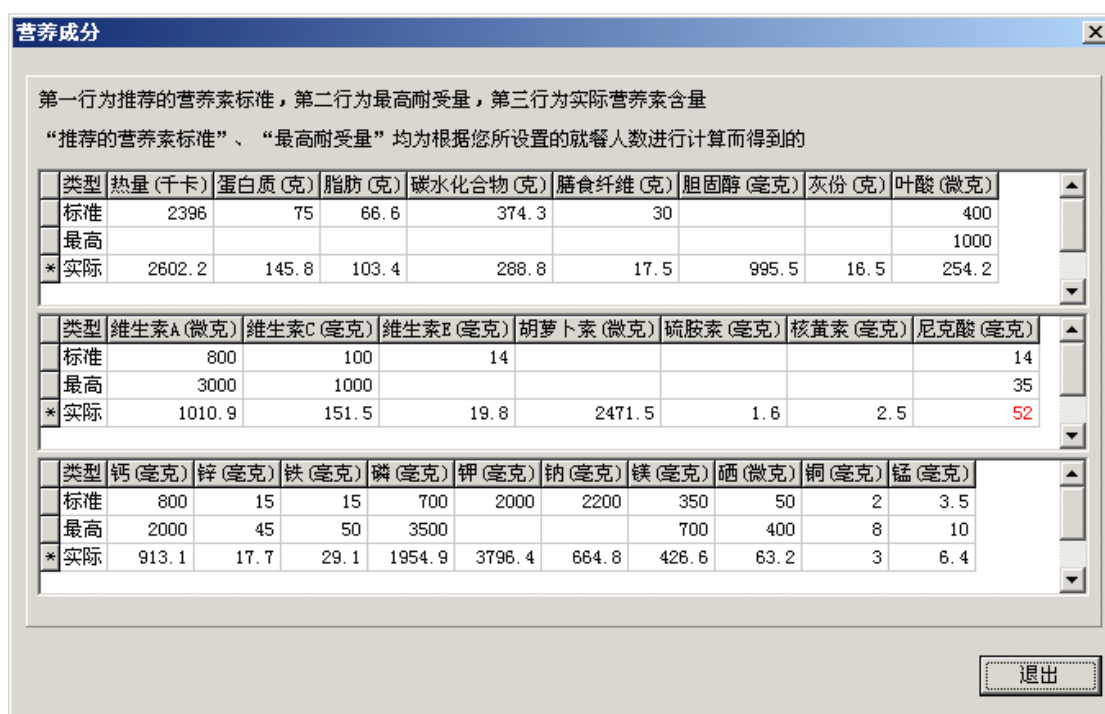 营养成分
第一行为推荐的营养素标准，第二行为最高耐受量，第三行为实际营养素含量
“推荐的营养素标准”、“最高耐受量”均为根据您所设置的就餐人数进行计算而得到的
类型 热量(千卡) 蛋白质(克) 脂肪(克) 碳水化合物(克) 膳食纤维(克) 胆固醇(毫克) 灰份(克) 叶酸(微克)
标准 2396 75 66.6 374.3 30 400
最高 1000
* 实际 2602.2 145.8 103.4 288.8 17.5 995.5 16.5 254.2
类型 维生素A(微克) 维生素C(毫克) 维生素E(毫克) 胡萝卜素(微克) 硫胺素(毫克) 核黄素(毫克) 尼克酸(毫克)
标准 800 100 14 14
最高 3000 1000 35
* 实际 1010.9 151.5 19.8 2471.5 1.6 2.5 52
类型 钙(毫克) 锌(毫克) 铁(毫克) 磷(毫克) 钾(毫克) 钠(毫克) 镁(毫克) 硒(微克) 铜(毫克) 锰(毫克)
标准 800 15 15 700 2000 2200 350 50 2 3.5
最高 2000 45 50 3500 700 400 8 10
* 实际 913.1 17.7 29.1 1954.9 3796.4 664.8 426.6 63.2 3 6.4
退出